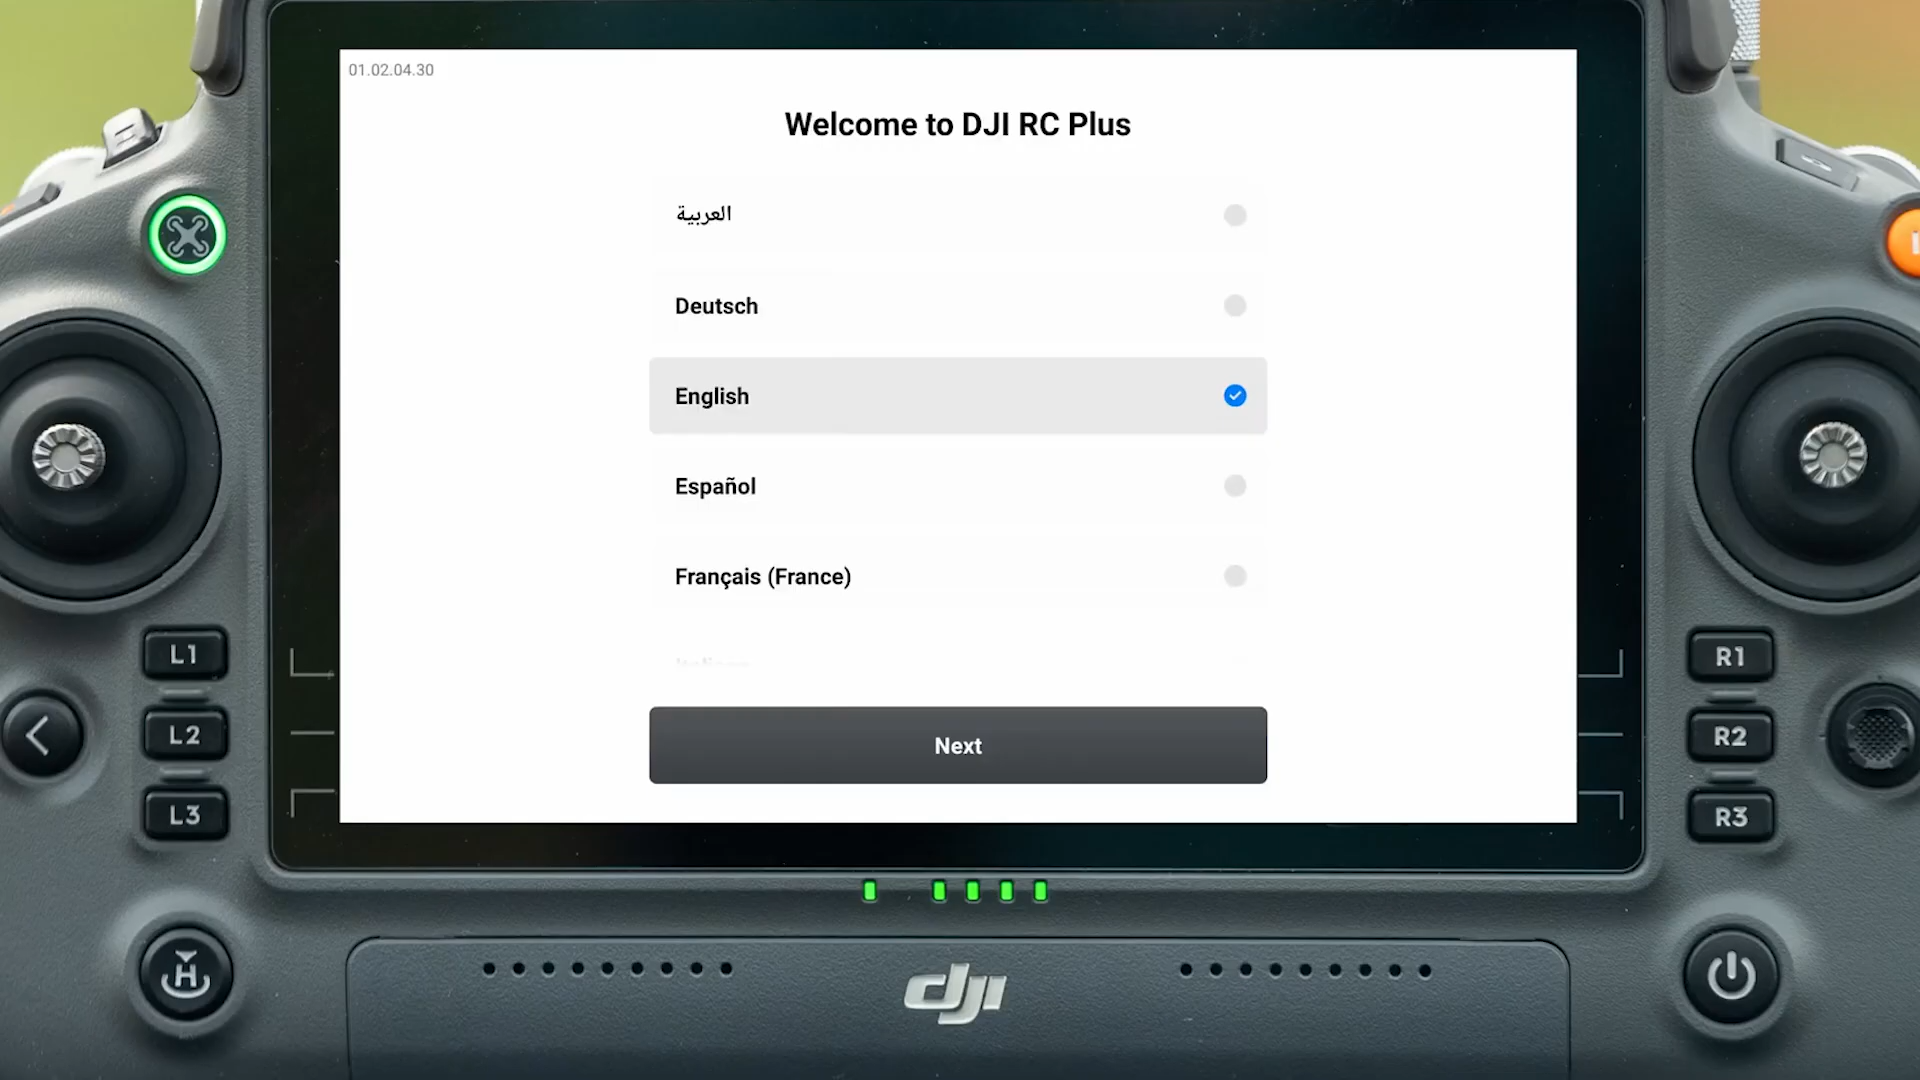 01.02.04.30
Welcome to DJI RC Plus
العربية
Deutsch
English
Español
Français (France)
Next
L1
L2
L3
R1
R2
R3
H
dji